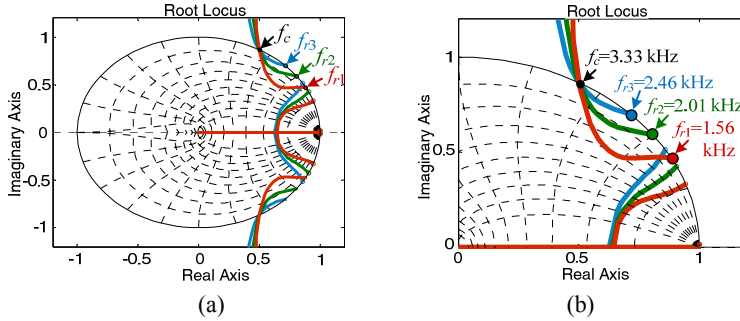 Root Locus
1
0.5
0
-0.5
-1
Imaginary Axis
f_c
f_r3
f_r2
f_r1
-1
-0.5
0
0.5
1
Real Axis
(a)
Root Locus
1
0.5
0
Imaginary Axis
f_c=3.33 kHz
f_r3=2.46 kHz
f_r2=2.01 kHz
f_r1=1.56
kHz
0
0.5
1
Real Axis
(b)